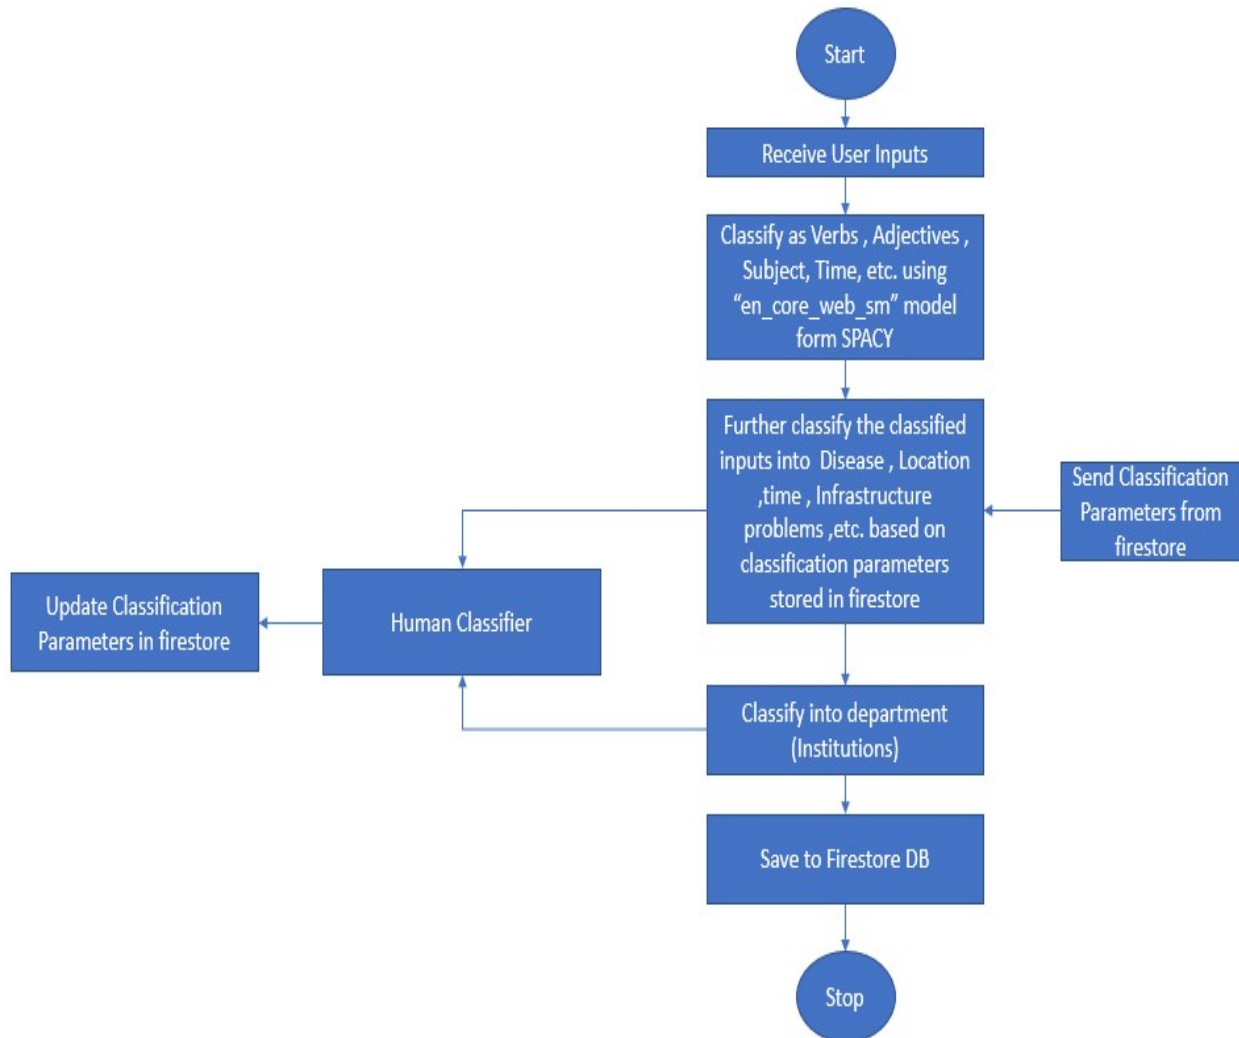 Start
Receive User Inputs
Classify as Verbs , Adjectives ,
Subject, Time, etc. using
“en_core_web_sm” model
form SPACY
Further classify the classified
inputs into Disease , Location
,time , Infrastructure
problems ,etc. based on
classification parameters
stored in firestore
Send Classification
Parameters from
firestore
Human Classifier
Update Classification
Parameters in firestore
Classify into department
(Institutions)
Save to Firestore DB
Stop